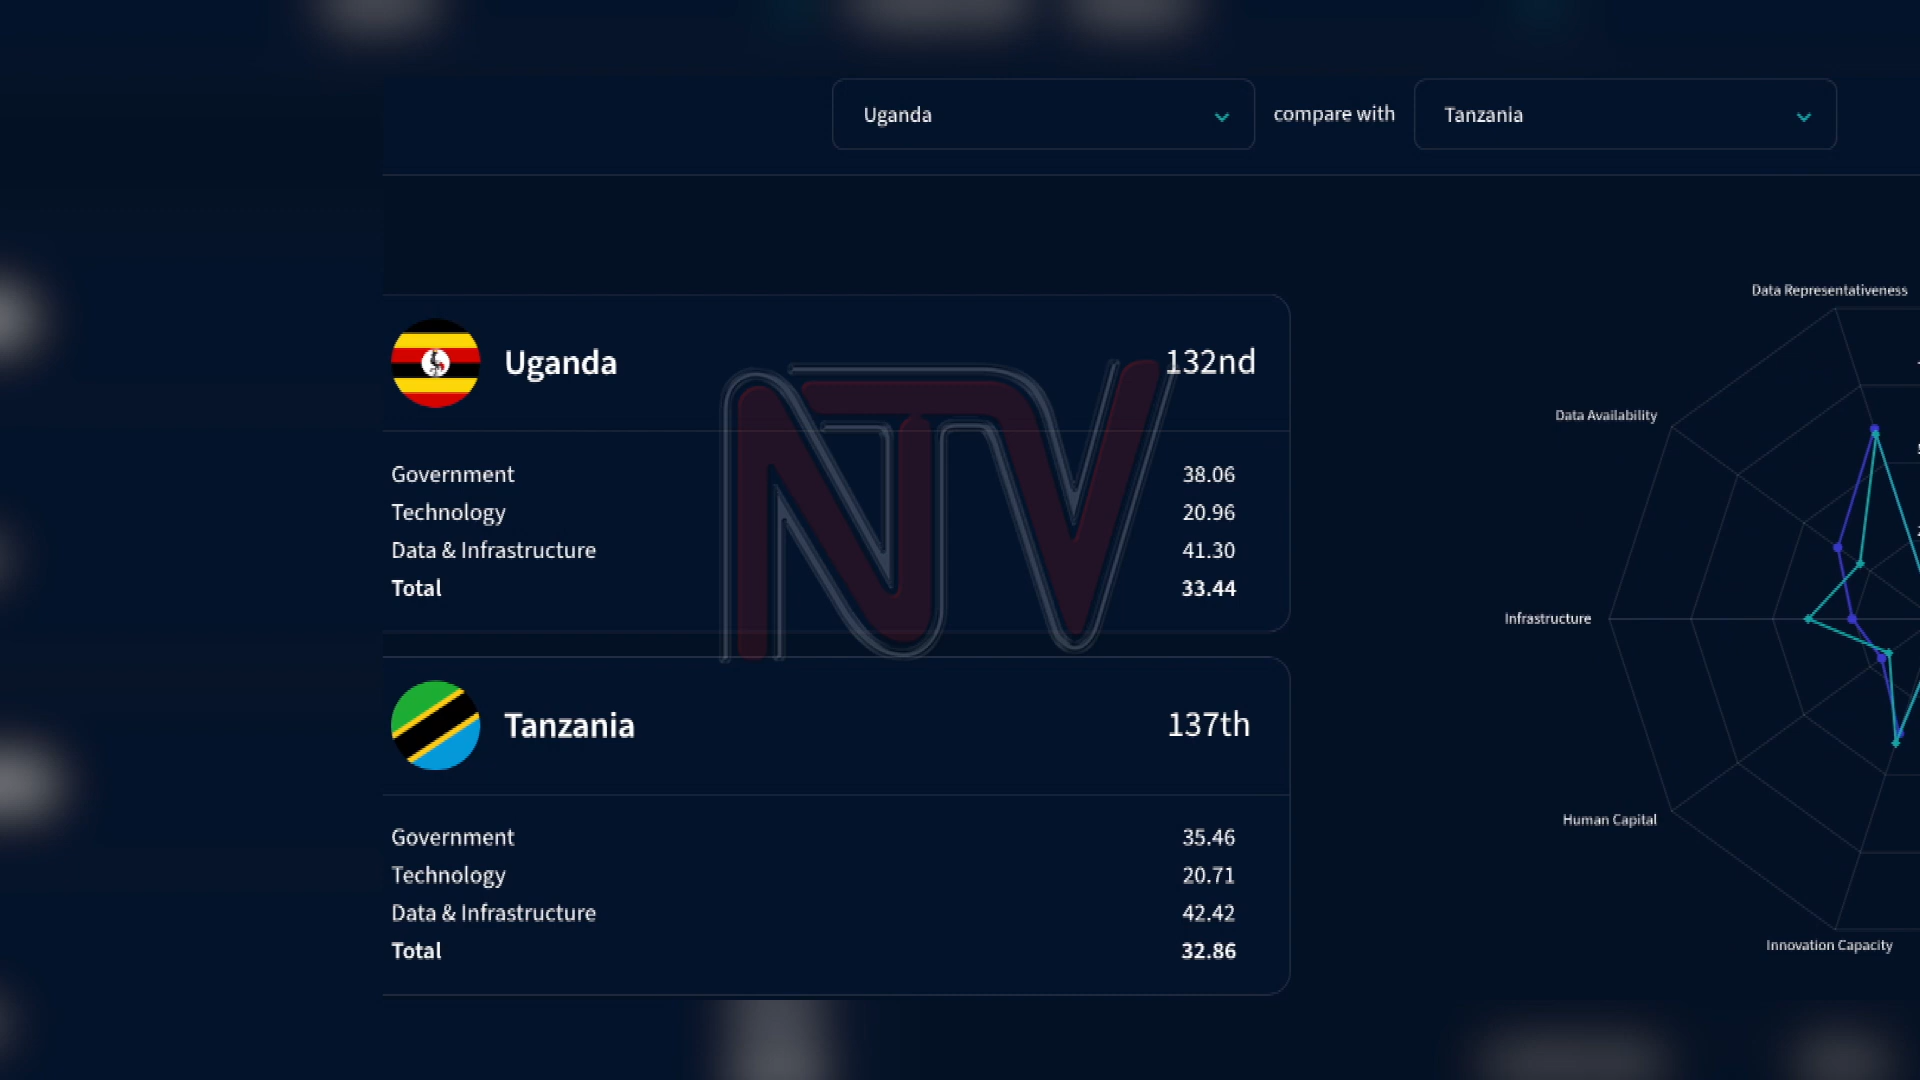 Uganda compare with Tanzania
Uganda 132nd
Government 38.06
Technology 20.96
Data & Infrastructure 41.30
Total 33.44
NTV
Tanzania 137th
Government 35.46
Technology 20.71
Data & Infrastructure 42.42
Total 32.86
Data Representativeness
Data Availability
Infrastructure
Human Capital
Innovation Capacity